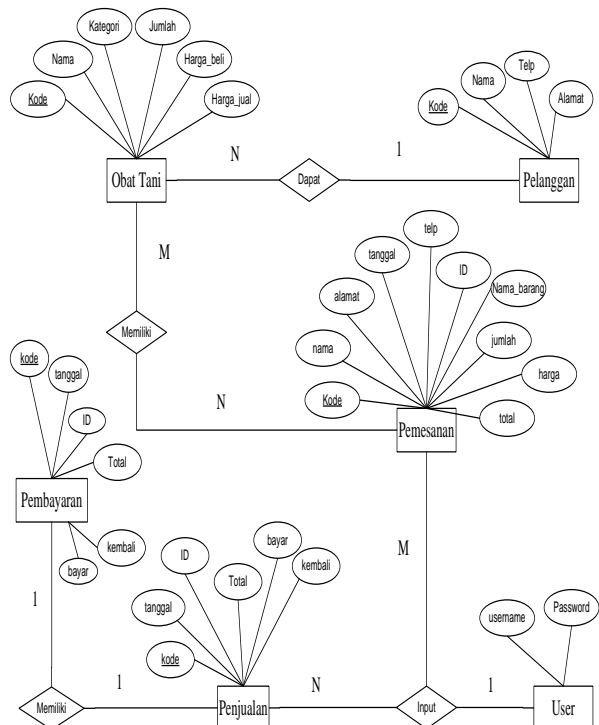 Kategori
Jumlah
Nama
Harga_beli
Kode
Harga_jual
Telp
Nama
Alamat
Kode
Obat Tani
N
Dapat
1
Pelanggan
M
telp
tanggal
ID
alamat
Nama_barang
Memiliki
nama
jumlah
kode
tanggal
harga
Kode
N
total
ID
Pemesanan
Total
Pembayaran
bayar
ID
M
kembali
Total
kembali
bayar
1
tanggal
username
Password
kode
1
N
1
Memiliki
Penjualan
Input
User